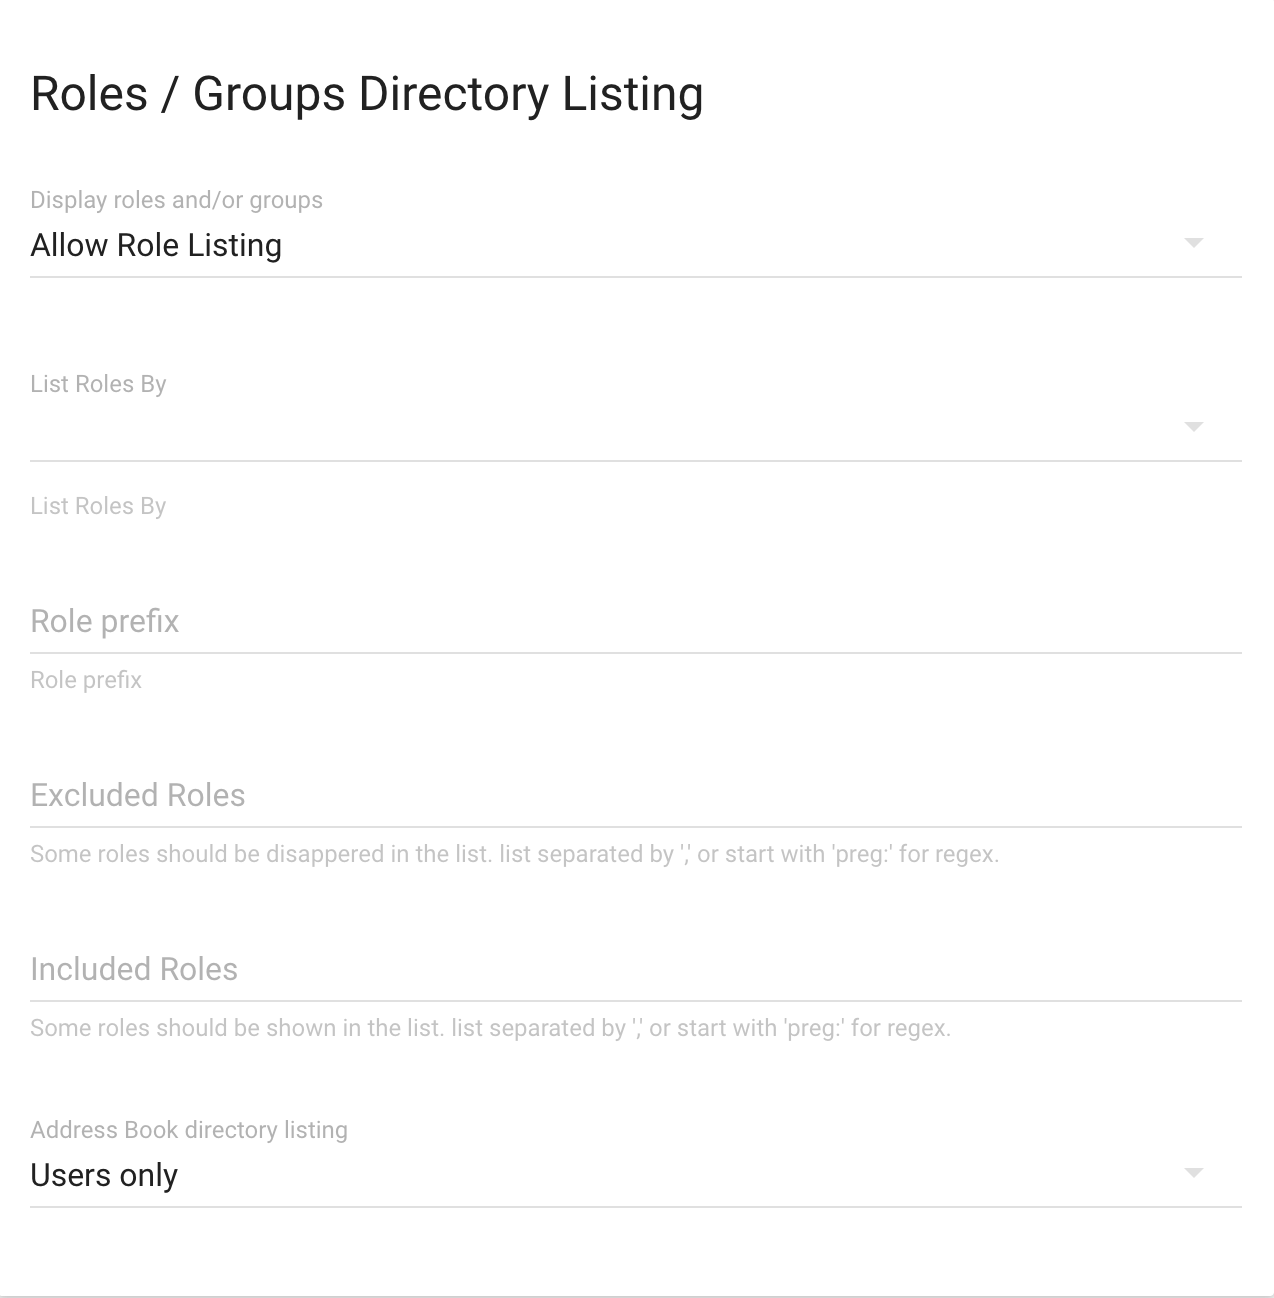 Roles / Groups Directory Listing
Display roles and/or groups
Allow Role Listing
List Roles By
List Roles By
Role prefix
Role prefix
Excluded Roles
Some roles should be disappered in the list. list separated by ',' or start with 'preg:' for regex.
Included Roles
Some roles should be shown in the list. list separated by ',' or start with 'preg:' for regex.
Address Book directory listing
Users only